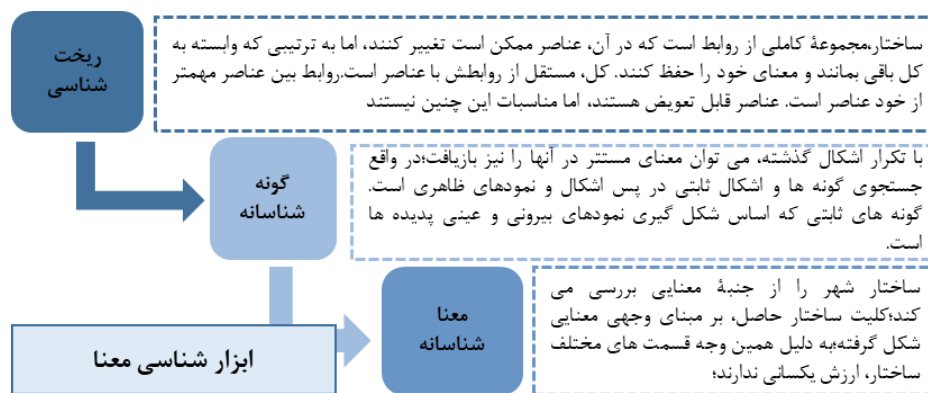 ریخت
شناسی
ساختار،مجموعۀ کاملی از روابط است که در آن، عناصر ممکن است تغییر کنند، اما به ترتیبی که وابسته به
کل باقی بمانند و معنای خود را حفظ کنند. کل، مستقل از روابطش با عناصر است.روابط بین عناصر مهمتر
از خود عناصر است. عناصر قابل تعویض هستند، اما مناسبات این چنین نیستند
گونه
شناسانه
با تکرار اشکال گذشته، می توان معنای مستتر در آنها را نیز بازیافت؛در واقع
جستجوی گونه ها و اشکال ثابتی در پس اشکال و نمودهای ظاهری است.
گونه های ثابتی که اساس شکل گیری نمودهای بیرونی و عینی پدیده ها
است.
معنا
شناسانه
ساختار شهر را از جنبۀ معنایی بررسی می
کند؛کلیت ساختار حاصل، بر مبنای وجهی معنایی
شکل گرفته؛به دلیل همین وجه قسمت های مختلف
ساختار، ارزش یکسانی ندارند؛
ابزار شناسی معنا